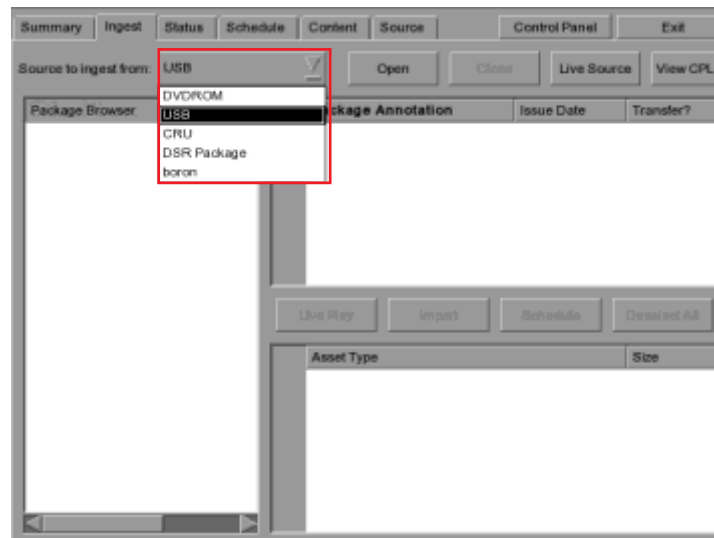 Summary Ingest Status Schedule Content Source Control Panel Exit
Source to ingest from: USB Open Close Live Source View CPL
Package Browser ckage Annotation Issue Date Transfer?
DVDROM
USB
CRU
DSR Package
boron
Live Play Import Schedule Deselect All
Asset Type Size